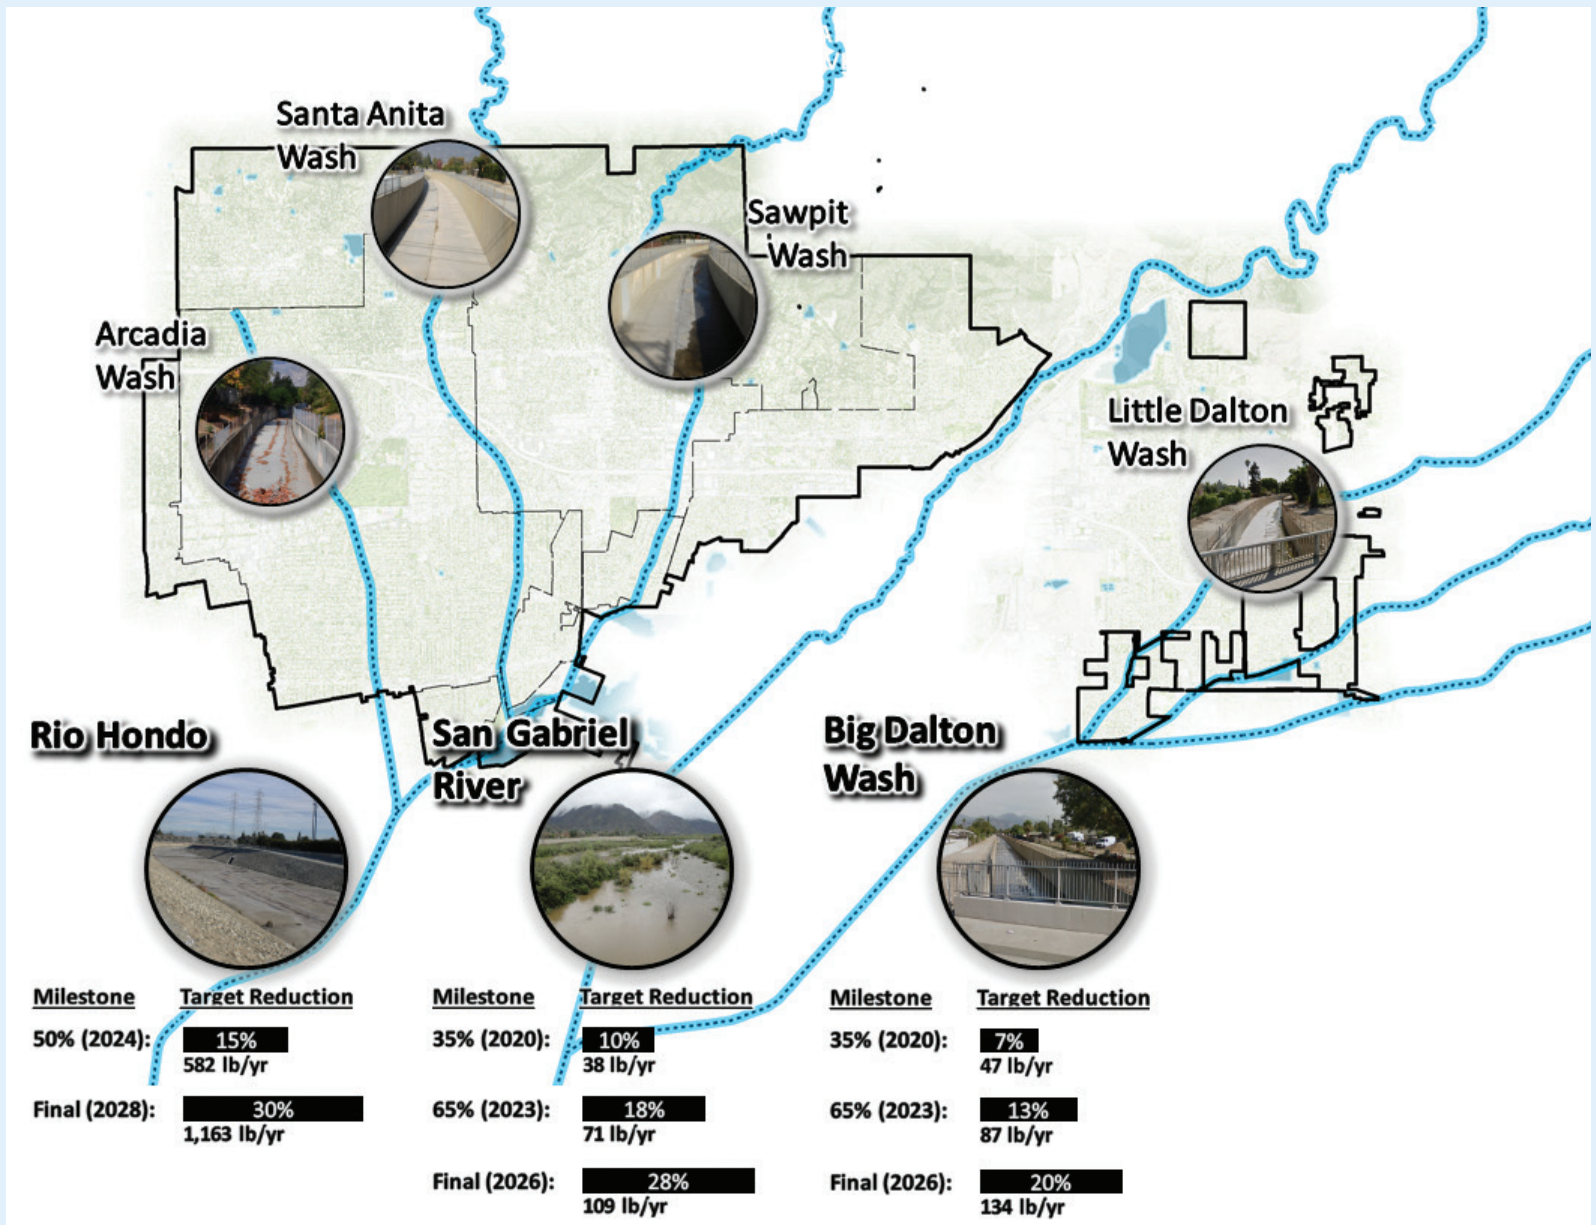 Santa Anita
Wash
Sawpit
Wash
Arcadia
Wash
Little Dalton
Wash
Rio Hondo
San Gabriel
River
Big Dalton
Wash
Milestone Target Reduction
50% (2024): 15%
582 lb/yr
Final (2028): 30%
1,163 lb/yr
Milestone Target Reduction
35% (2020): 10%
38 lb/yr
65% (2023): 18%
71 lb/yr
Final (2026): 28%
109 lb/yr
Milestone Target Reduction
35% (2020): 7%
47 lb/yr
65% (2023): 13%
87 lb/yr
Final (2026): 20%
134 lb/yr